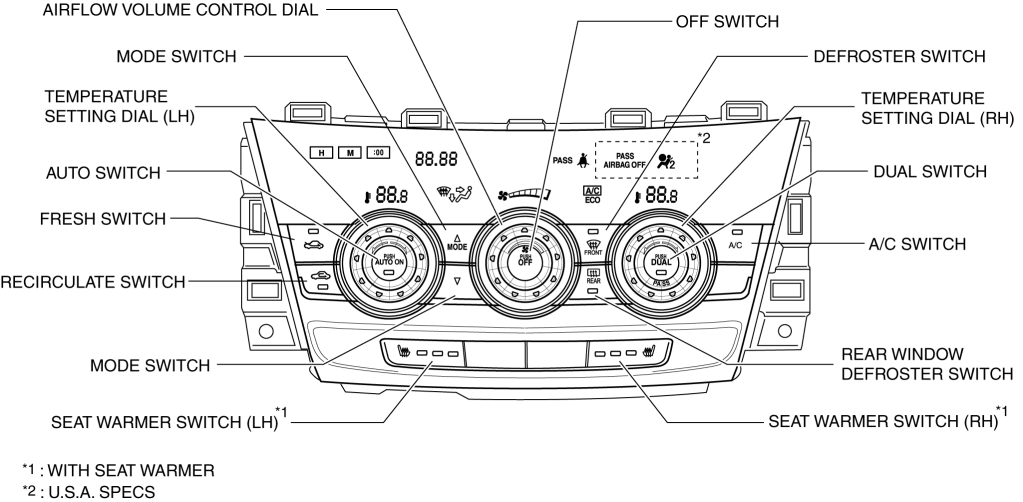 AIRFLOW VOLUME CONTROL DIAL
OFF SWITCH
MODE SWITCH
DEFROSTER SWITCH
TEMPERATURE
SETTING DIAL (LH)
TEMPERATURE
SETTING DIAL (RH)
*2
H M :00
88.88
PASS
PASS
AIRBAG OFF
2
AUTO SWITCH
DUAL SWITCH
88.8
A/C
ECO
88.8
FRESH SWITCH
A/C SWITCH
MODE
FRONT
A/C
PUSH
AUTO ON
PUSH
OFF
PUSH
DUAL
PASS
RECIRCULATE SWITCH
REAR
MODE SWITCH
REAR WINDOW
DEFROSTER SWITCH
SEAT WARMER SWITCH (LH)*1
SEAT WARMER SWITCH (RH)*1
*1 : WITH SEAT WARMER
*2 : U.S.A. SPECS